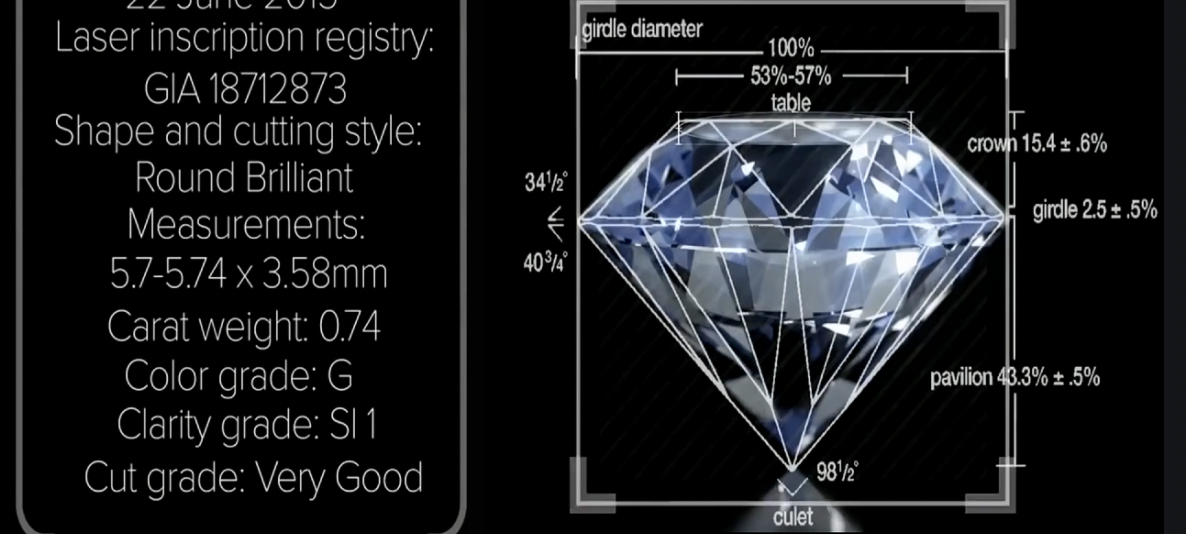 22 June 2015
Laser inscription registry:
GIA 18712873
Shape and cutting style:
Round Brilliant
Measurements:
5.7-5.74 x 3.58mm
Carat weight: 0.74
Color grade: G
Clarity grade: SI 1
Cut grade: Very Good
girdle diameter
100%
53%-57%
table
crown 15.4 ± .6%
34½°
girdle 2.5 ± .5%
40¾°
pavilion 43.3% ± .5%
98½°
culet